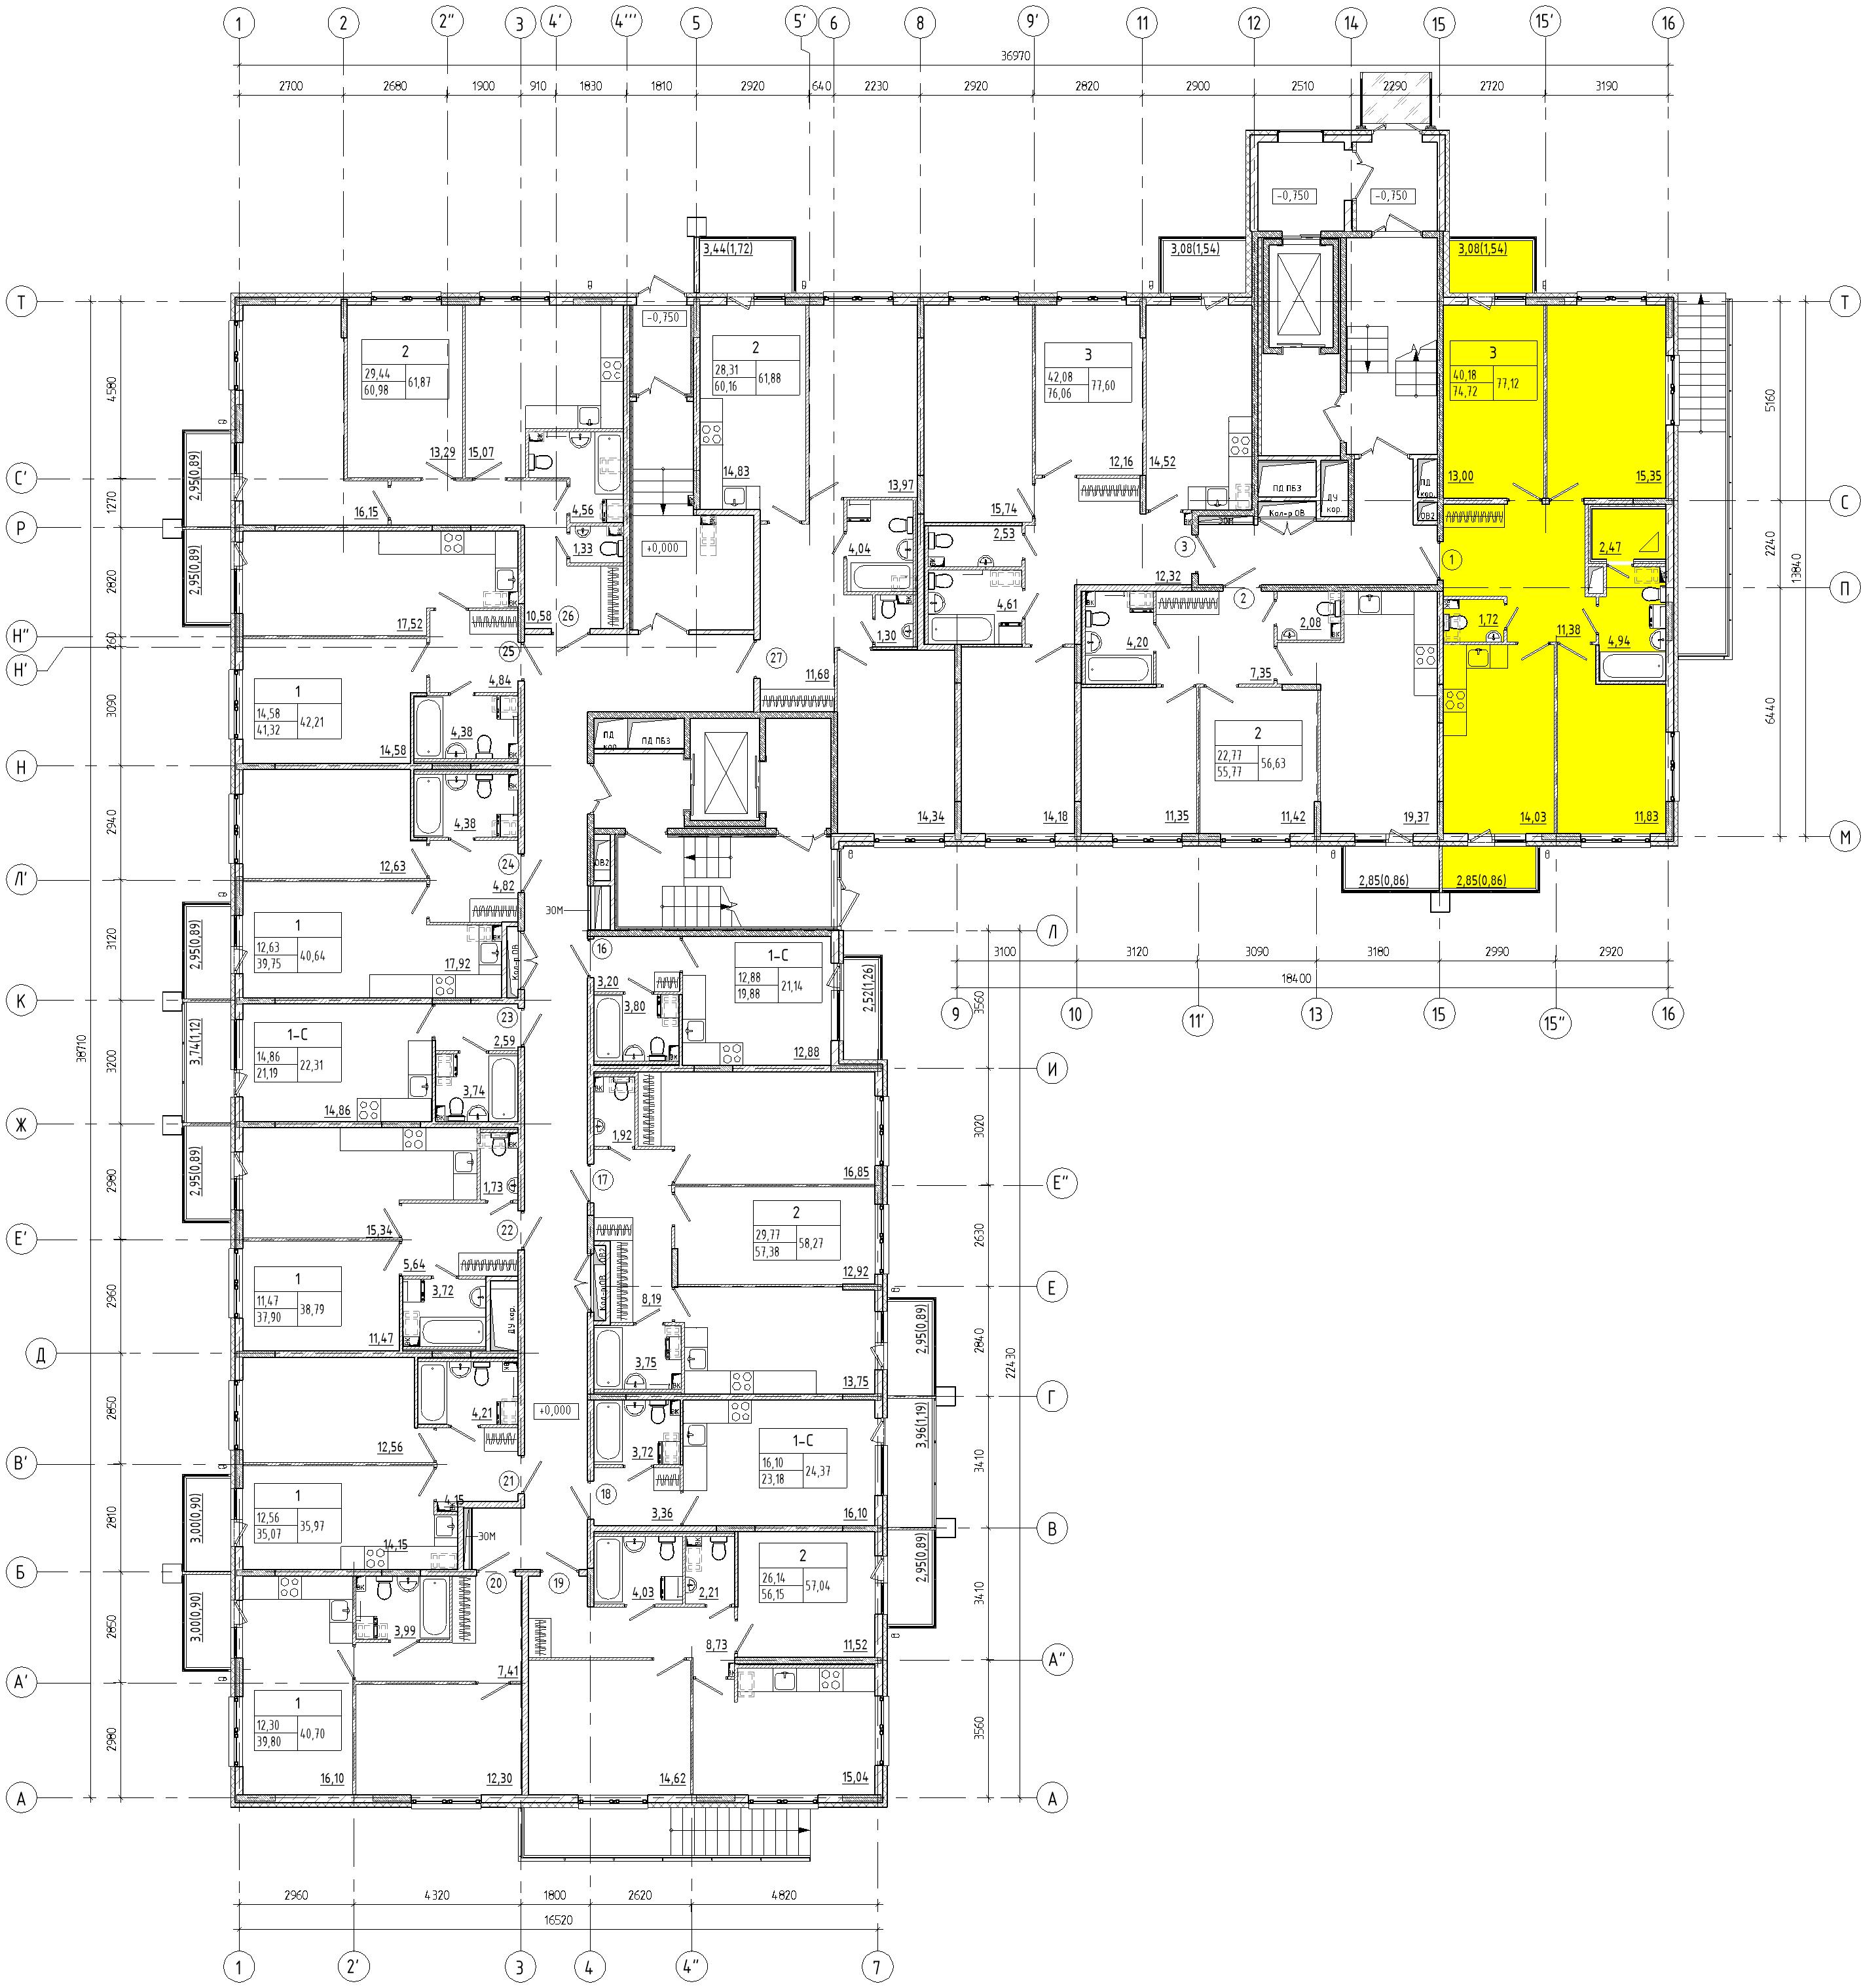 1 2 2'' 3 4' 4''' 5 5' 6 8 9' 11 12 14 15 15' 16
36970
2700 2680 1900 910 1830 1810 2920 640 2230 2920 2820 2900 2510 2290 2720 3190
-0,750 -0,750
3,44(1,72) 3,08(1,54) 3,08(1,54)
Т Т
-0,750
2
29,44 61,87
60,98
2
28,31 61,88
60,16
3
42,08 77,60
76,06
3
40,18 77,12
74,72
4580 5160
13,29 15,07 14,83 12,16 14,52 13,00 15,35
С'
2,95(0,89)
1270
16,15 4,56 13,97 15,74
ПД ПБЗ
ДУ кор.
ПД кор.
Кол-р ОВ
ОВ2
ЭОМ
С
Р
1,33 +0,000 4,04 2,53 3 1 2,47
2240
13840
2,95(0,89)
2820
12,32
П
17,52 10,58 26 1,30 4,61 2 2,08 1,72 11,38
4,20 4,94
Н''
260
Н'
25 27 7,35
4,84 11,68
3090
1
14,58 42,21
41,32
6440
4,38
14,58
ПД кор.
ПД ПБЗ
2
22,77 56,63
55,77
Н
4,38
2940
12,63 24
14,34 14,18 11,35 11,42 19,37 14,03 11,83
М
ОВ2
Л'
4,82
2,85(0,86) 2,85(0,86)
ЭОМ
1
12,63 40,64
39,75
2,95(0,89)
3120
17,92
Кол-р ОВ
16
Л
1-С
12,88 21,14
19,88
3100 3120 3090 3180 2990 2920
18400
3,20 3,80 2,52(1,26) 3560
К
23
9 10 11' 13 15 15'' 16
3,74(1,12)
1-С
14,86 22,31
21,19
2,59
12,88
38710
3200
3,74
14,86
И
Ж
1,92
3020
2,95(0,89)
2980
1,73
16,85
17
Е''
22
15,34
2
29,77 58,27
57,38
2630
Е'
5,64 3,72
ОВ2
Кол-р ОВ
12,92
Е
2960
1
11,47 38,79
37,90
8,19
ДУ кор.
11,47
2,95(0,89)
2840
22430
Д
3,75 13,75
Г
2850
4,21 +0,000
12,56
3,72
1-С
16,10 24,37
23,18
3,96(1,19)
3410
В'
21 18
1
12,56 35,97
35,07
3,00(0,90)
2810
4,15
3,36 16,10
В
ЭОМ
14,15
Б
20 19
2
26,14 57,04
56,15
2,95(0,89)
3410
4,03 2,21
3,00(0,90)
2850
3,99
8,73 11,52
А''
А'
7,41
1
12,30 40,70
39,80
2980
3560
16,10 12,30 14,62 15,04
А А
2960 4320 1800 2620 4820
16520
1 2' 3 4 4'' 7